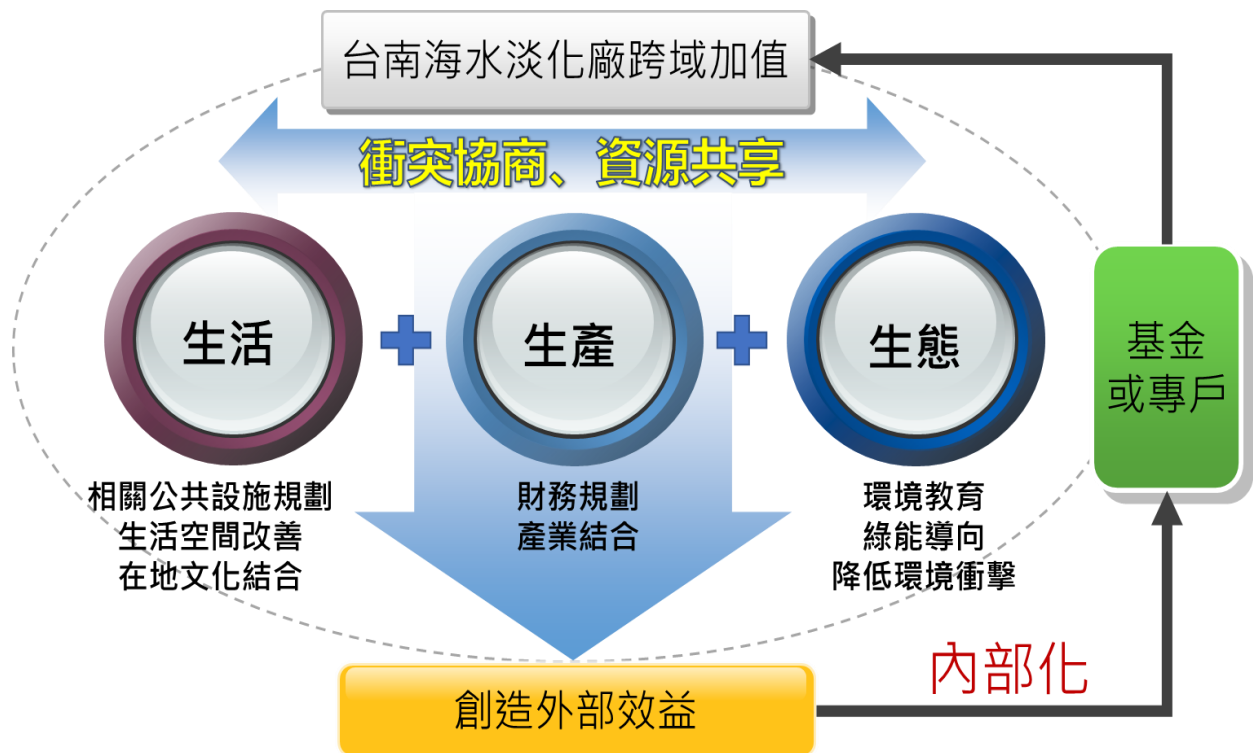 台南海水淡化廠跨域加值
衝突協商、資源共享
生活
生產
生態
相關公共設施規劃
生活空間改善
在地文化結合
財務規劃
產業結合
環境教育
綠能導向
降低環境衝擊
基金
或專戶
內部化
創造外部效益